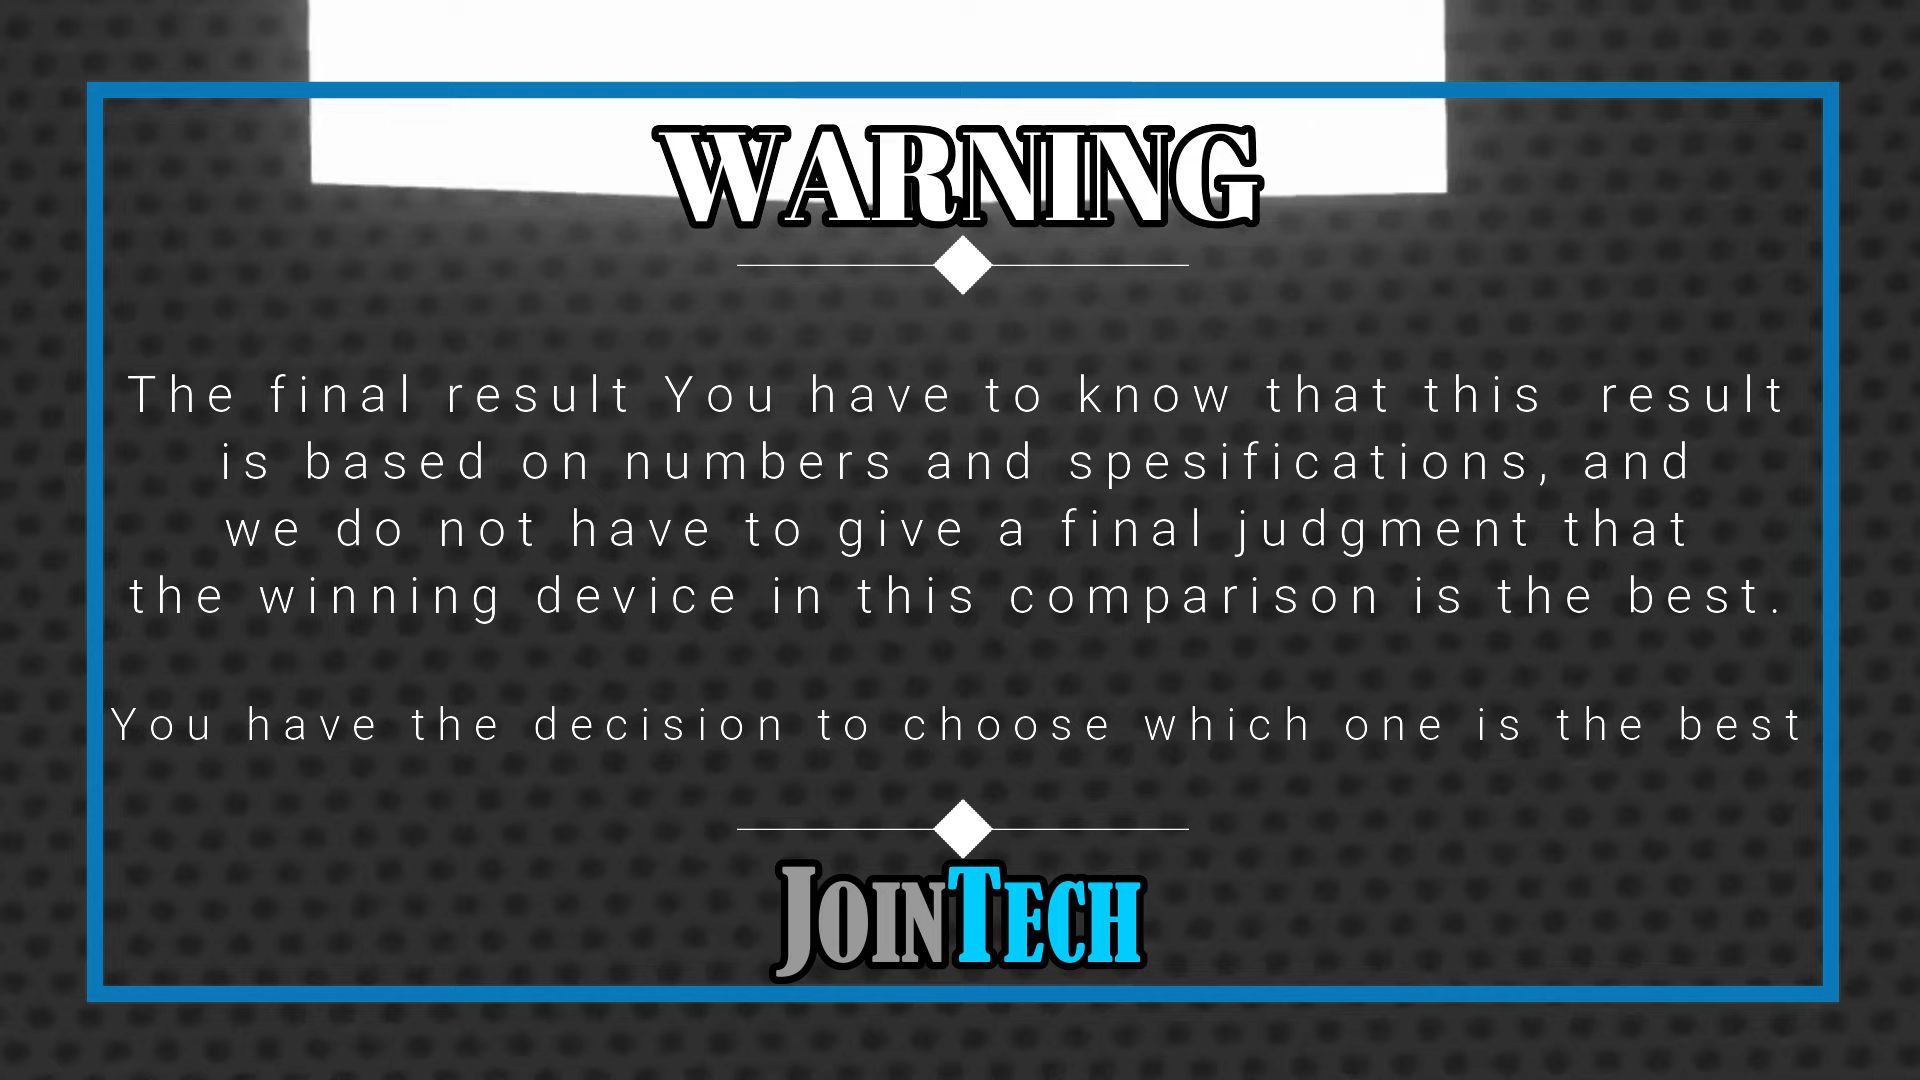 WARNING
The final result You have to know that this  result
is based on numbers and spesifications, and
we do not have to give a final judgment that
the winning device in this comparison is the best.
You have the decision to choose which one is the best
JOINTECH